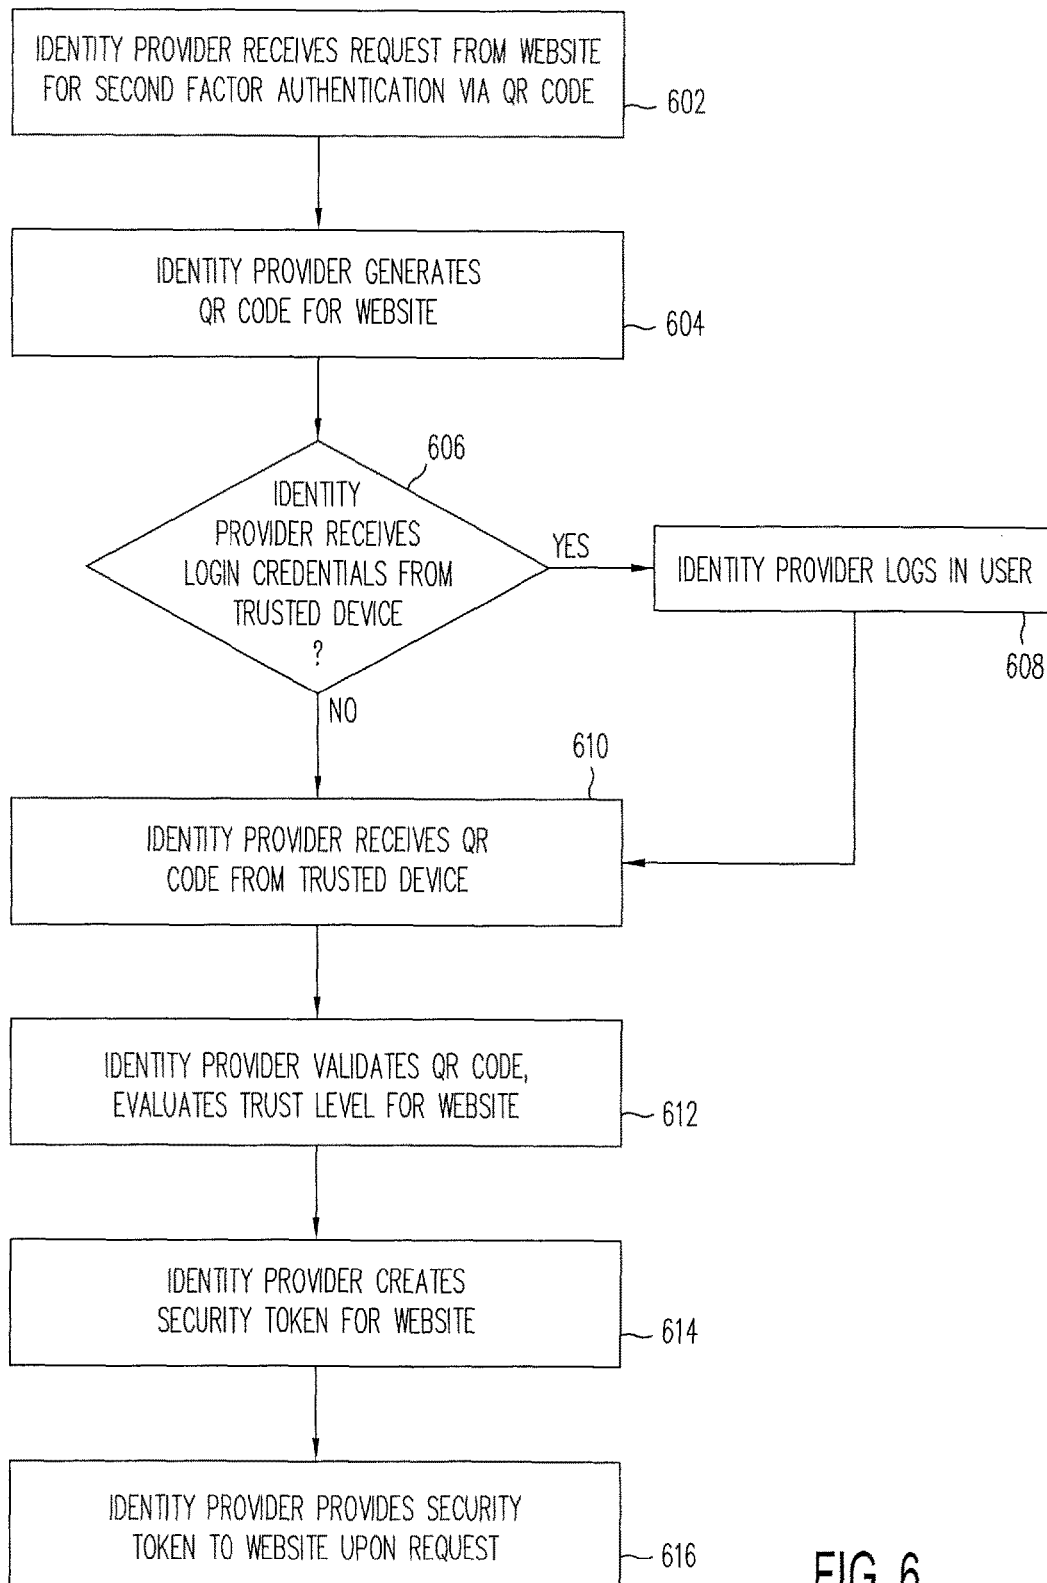 IDENTITY PROVIDER RECEIVES REQUEST FROM WEBSITE
FOR SECOND FACTOR AUTHENTICATION VIA QR CODE
602
IDENTITY PROVIDER GENERATES
QR CODE FOR WEBSITE
604
606
IDENTITY
PROVIDER RECEIVES
LOGIN CREDENTIALS FROM
TRUSTED DEVICE
?
YES
IDENTITY PROVIDER LOGS IN USER
608
NO
610
IDENTITY PROVIDER RECEIVES QR
CODE FROM TRUSTED DEVICE
IDENTITY PROVIDER VALIDATES QR CODE,
EVALUATES TRUST LEVEL FOR WEBSITE
612
IDENTITY PROVIDER CREATES
SECURITY TOKEN FOR WEBSITE
614
IDENTITY PROVIDER PROVIDES SECURITY
TOKEN TO WEBSITE UPON REQUEST
616
FIG. 6